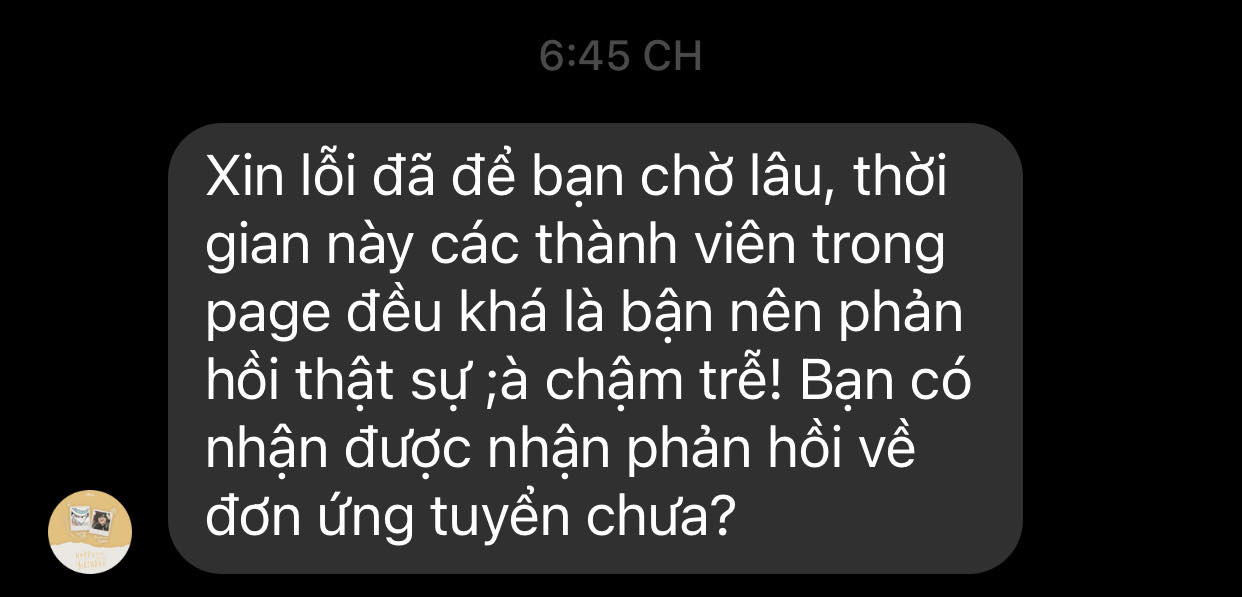 6:45 CH
Xin lỗi đã để bạn chờ lâu, thời
gian này các thành viên trong
page đều khá là bận nên phản
hồi thật sự ;à chậm trễ! Bạn có
nhận được nhận phản hồi về
đơn ứng tuyển chưa?